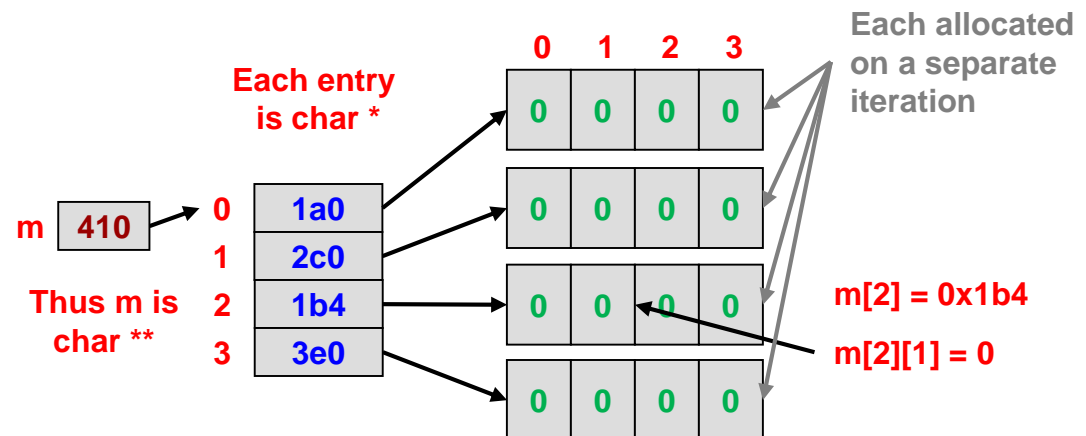 Each allocated
on a separate
iteration
0 1 2 3
Each entry
is char *
0 0 0 0
0 0 0 0
m 410
0 1a0
1 2c0
2 1b4
3 3e0
Thus m is
char **
0 0 0 0
m[2] = 0x1b4
m[2][1] = 0
0 0 0 0